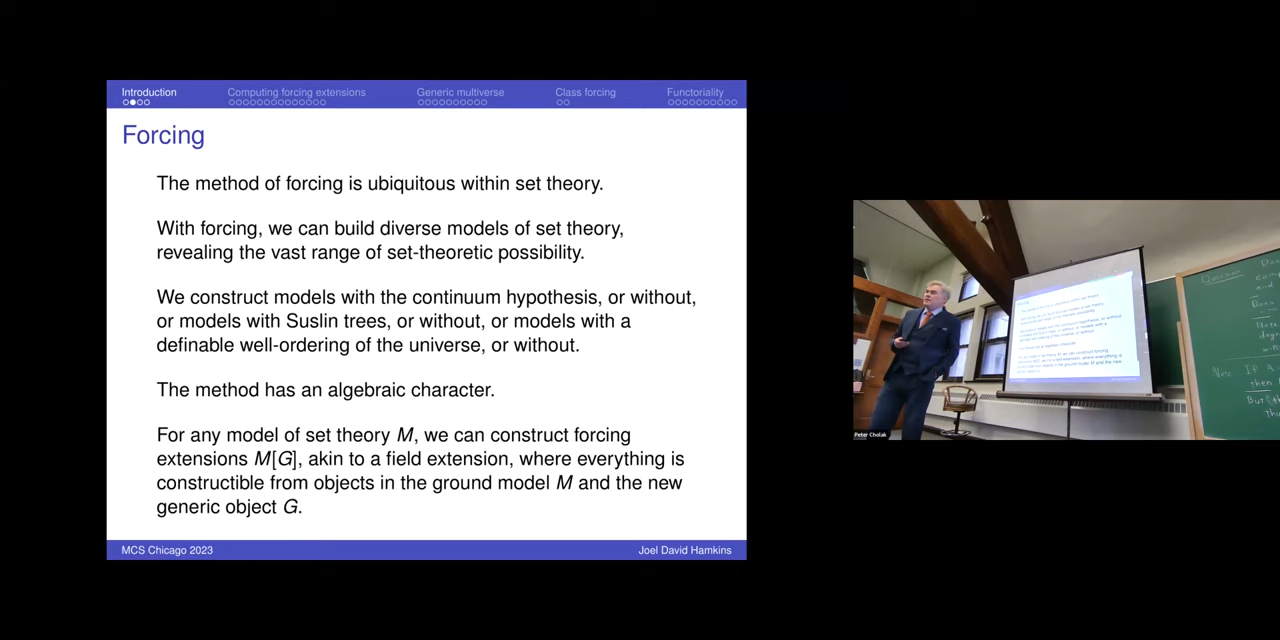 Introduction
Computing forcing extensions
Generic multiverse
Class forcing
Functoriality
Forcing
The method of forcing is ubiquitous within set theory.
With forcing, we can build diverse models of set theory,
revealing the vast range of set-theoretic possibility.
We construct models with the continuum hypothesis, or without,
or models with Suslin trees, or without, or models with a
definable well-ordering of the universe, or without.
The method has an algebraic character.
For any model of set theory M, we can construct forcing
extensions M[G], akin to a field extension, where everything is
constructible from objects in the ground model M and the new
generic object G.
MCS Chicago 2023
Joel David Hamkins
Peter Cholak
Question
Note
If A
then
But